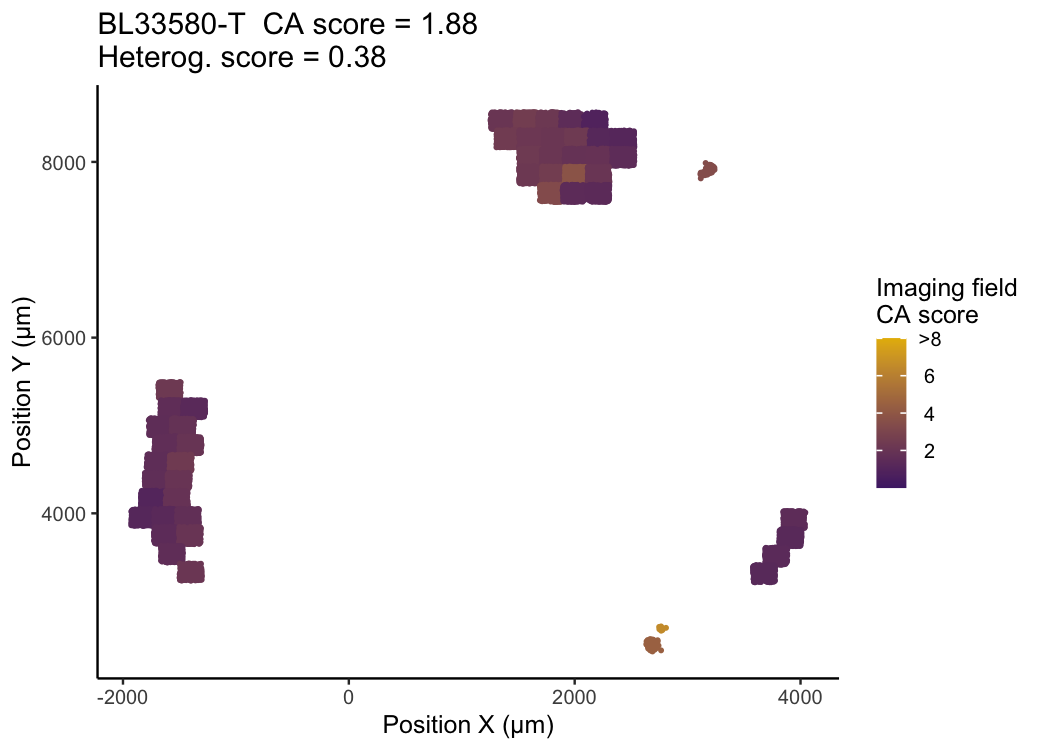 BL33580-T  CA score = 1.88
Heterog. score = 0.38
8000
6000
4000
Position Y (µm)
-2000
0
2000
4000
Position X (µm)
Imaging field
CA score
>8
6
4
2